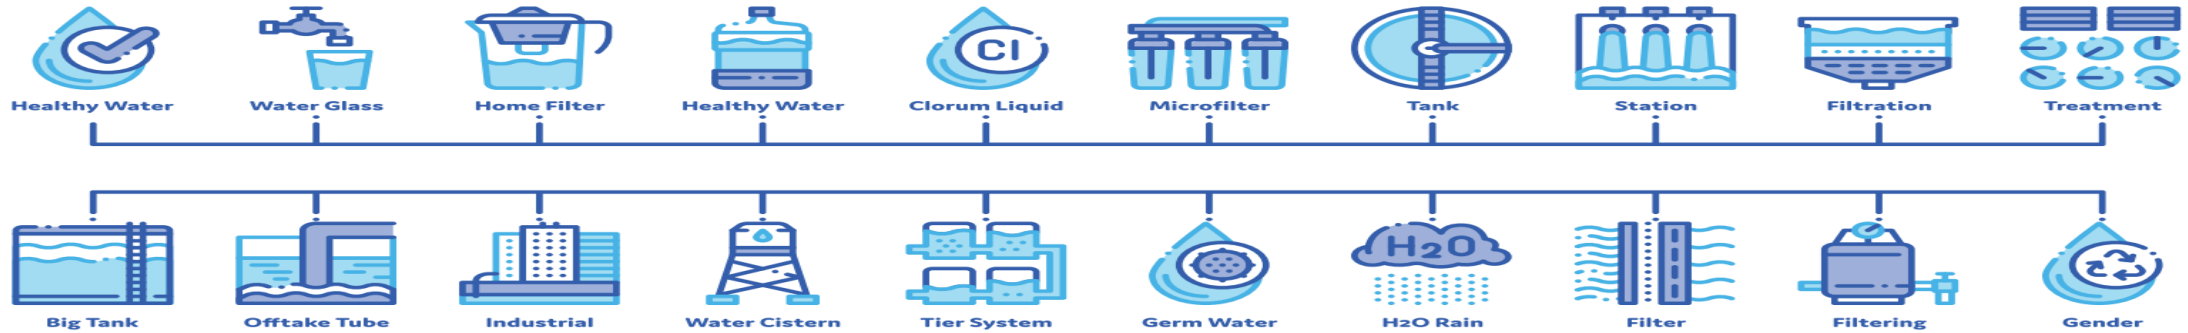 Cl
Healthy Water
Water Glass
Home Filter
Healthy Water
Clorum Liquid
Microfilter
Tank
Station
Filtration
Treatment
H2O
Big Tank
Offtake Tube
Industrial
Water Cistern
Tier System
Germ Water
H2O Rain
Filter
Filtering
Gender